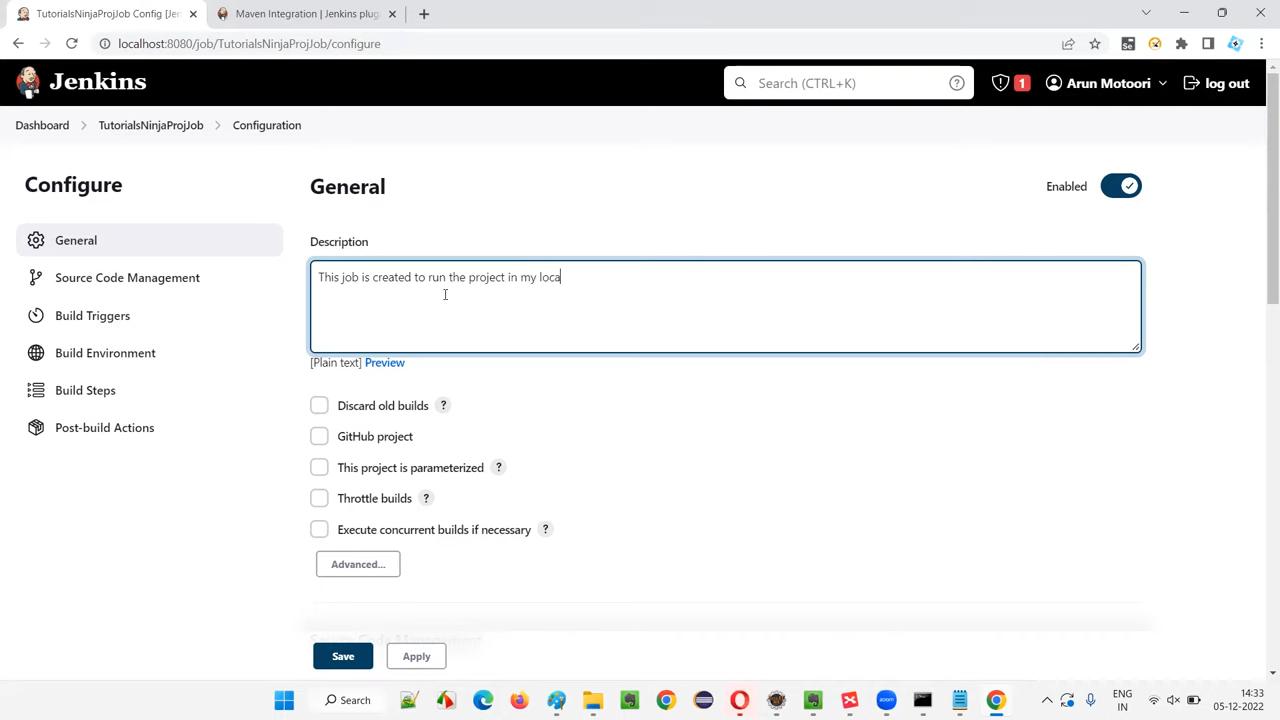 TutorialsNinjaProjJob Config [Jen
Maven Integration | Jenkins plug
localhost:8080/job/TutorialsNinjaProjJob/configure
Jenkins
Search (CTRL+K)
?
1
Arun Motoori
log out
Dashboard
TutorialsNinjaProjJob
Configuration
Configure
General
Enabled
General
Description
Source Code Management
This job is created to run the project in my loca
Build Triggers
Build Environment
[Plain text] Preview
Build Steps
Discard old builds ?
Post-build Actions
GitHub project
This project is parameterized ?
Throttle builds ?
Execute concurrent builds if necessary ?
Advanced...
Source Code Management
Save
Apply
Search
ENG
IN
14:33
05-12-2022